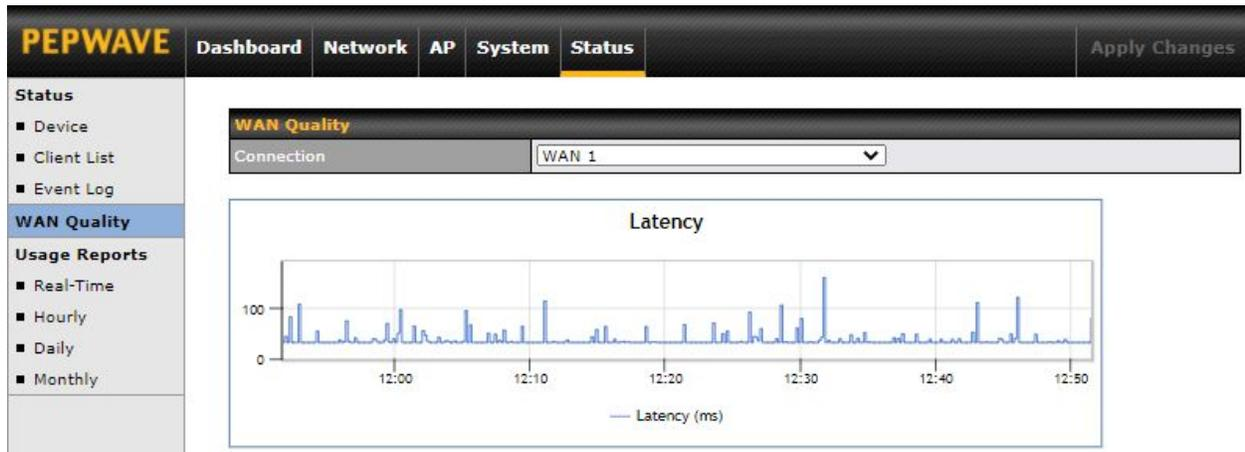 PEPWAVE Dashboard Network AP System Status Apply Changes
Status
Device
Client List
Event Log
WAN Quality
Usage Reports
Real-Time
Hourly
Daily
Monthly
WAN Quality
Connection WAN 1
Latency
100
0
12:00 12:10 12:20 12:30 12:40 12:50
Latency (ms)